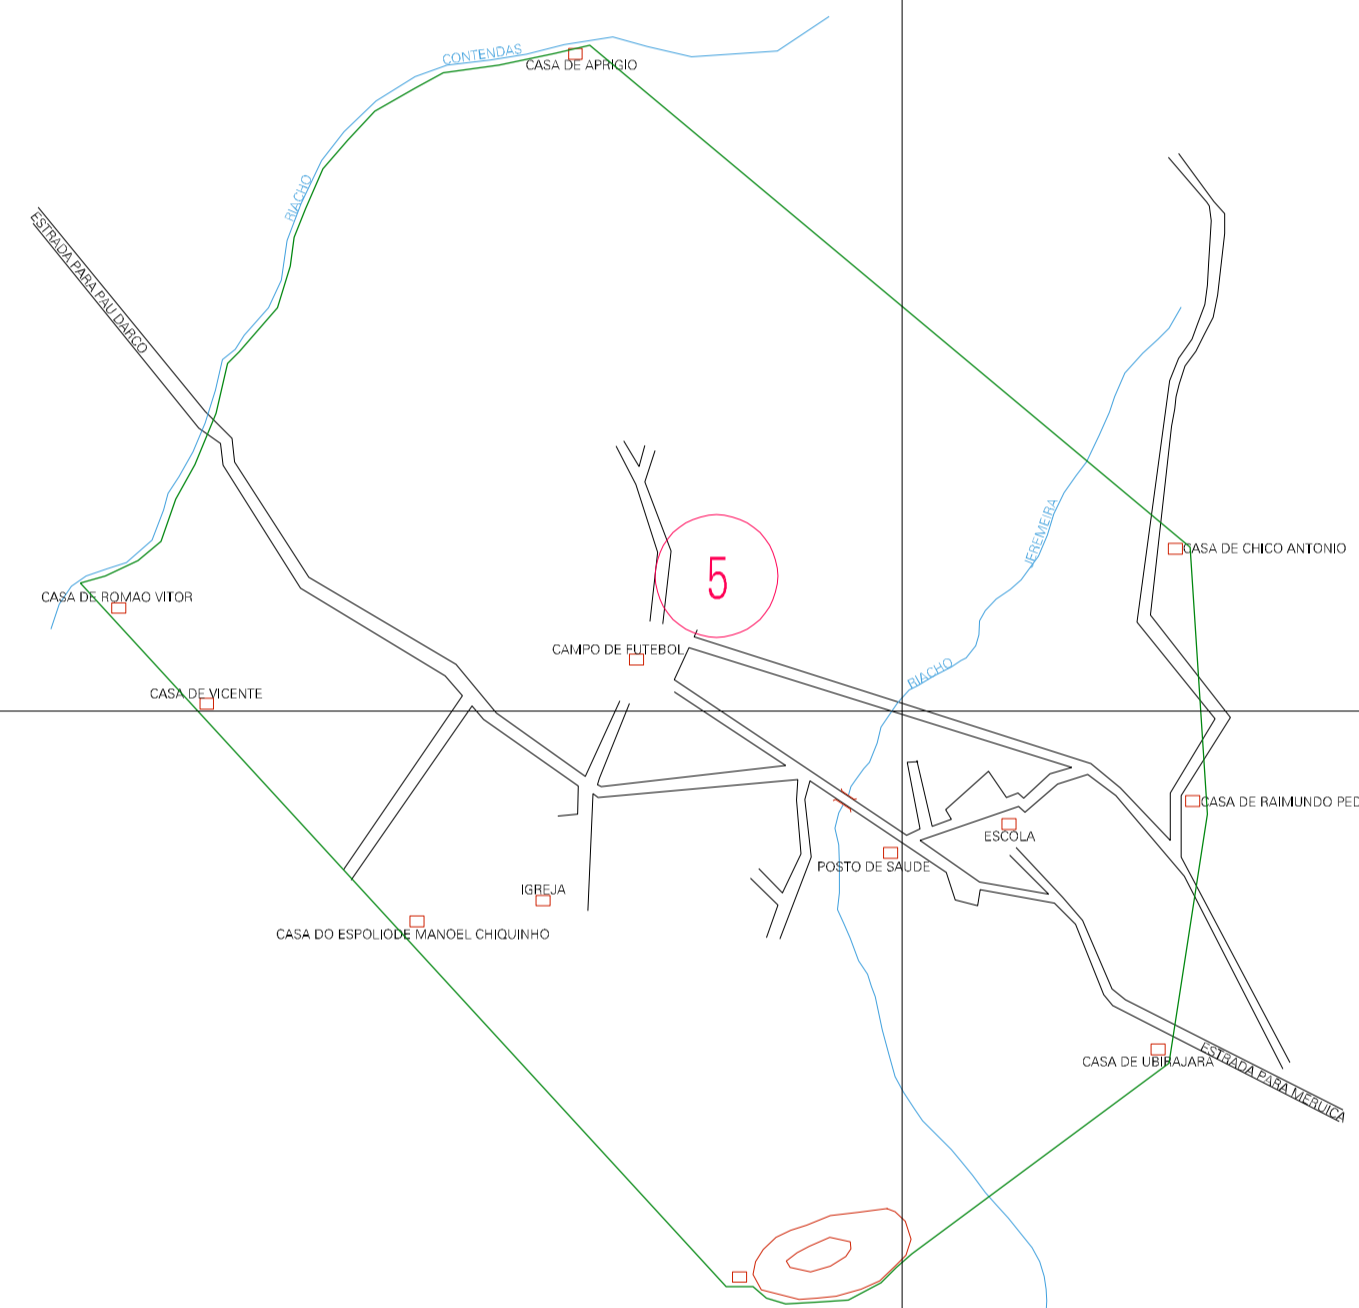 CONTENDAS
CASA DE APRIGIO
RIACHO
ESTRADA PARA PAU DARCO
JEREMEIRA
CASA DE CHICO ANTONIO
5
CASA DE ROMAO VITOR
CAMPO DE FUTEBOL
RIACHO
CASA DE VICENTE
CASA DE RAIMUNDO PED
ESCOLA
POSTO DE SAUDE
IGREJA
CASA DO ESPOLIODE MANOEL CHIQUINHO
CASA DE UBIRAJARA
ESTRADA PARA MERUICA